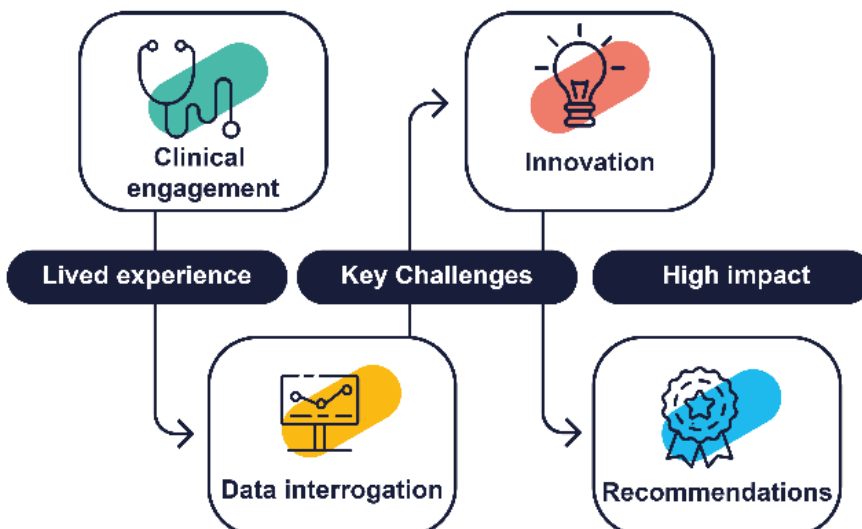 Clinical
engagement
Innovation
Lived experience
Key Challenges
High impact
Data interrogation
Recommendations